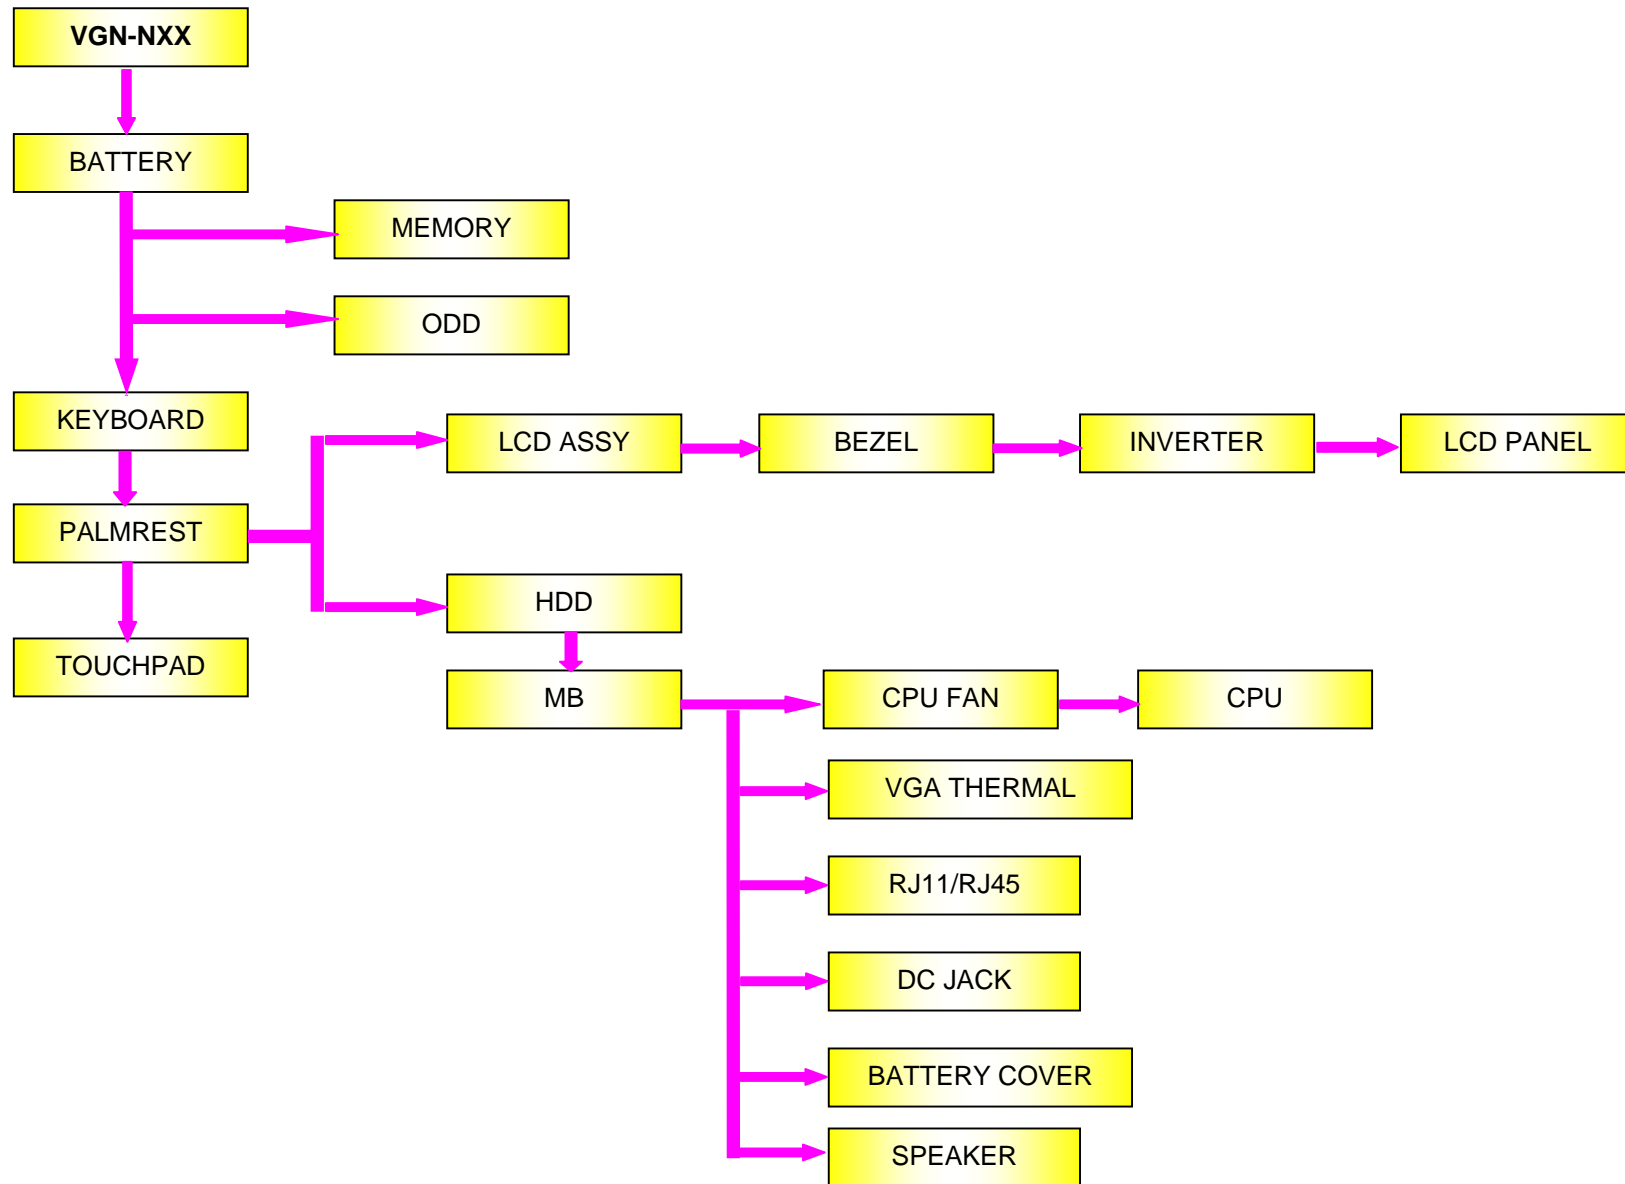 VGN-NXX
BATTERY
MEMORY
ODD
KEYBOARD
LCD ASSY
BEZEL
INVERTER
LCD PANEL
PALMREST
HDD
TOUCHPAD
MB
CPU FAN
CPU
VGA THERMAL
RJ11/RJ45
DC JACK
BATTERY COVER
SPEAKER